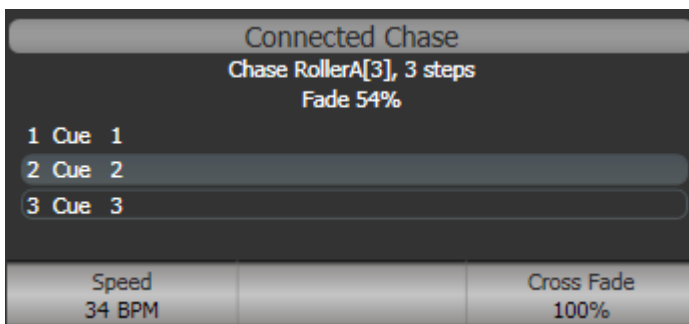 Connected Chase
Chase RollerA[3], 3 steps
Fade 54%
1 Cue 1
2 Cue 2
3 Cue 3
Speed
34 BPM
Cross Fade
100%